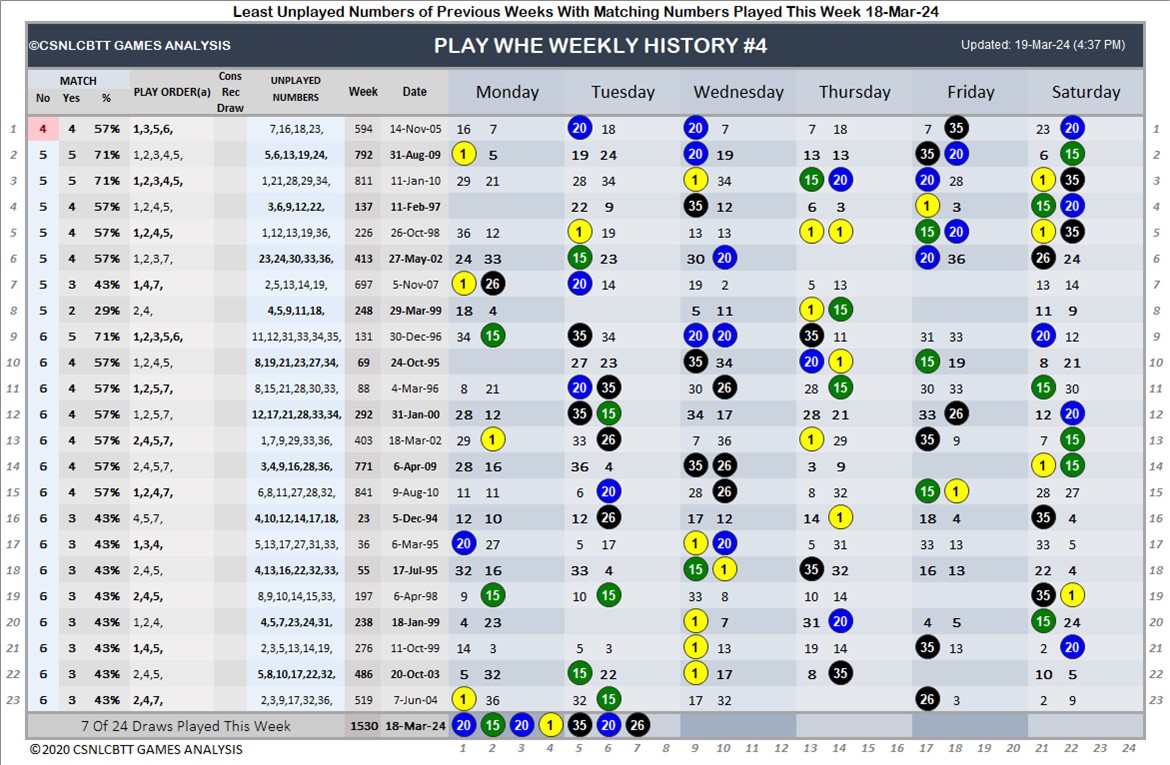 Least Unplayed Numbers of Previous Weeks With Matching Numbers Played This Week 18-Mar-24
©CSNLCBTT GAMES ANALYSIS PLAY WHE WEEKLY HISTORY #4 Updated: 19-Mar-24 (4:37 PM)
MATCH Cons Rec Draw UNPLAYED NUMBERS
No Yes % PLAY ORDER(a) Week Date Monday Tuesday Wednesday Thursday Friday Saturday
1 4 4 57% 1,3,5,6, 7,16,18,23, 594 14-Nov-05 16 7 20 18 20 7 7 18 7 35 23 20 1
2 5 5 71% 1,2,3,4,5, 5,6,13,19,24, 792 31-Aug-09 1 5 19 24 20 19 13 13 35 20 6 15 2
3 5 5 71% 1,2,3,4,5, 1,21,28,29,34, 811 11-Jan-10 29 21 28 34 1 34 15 20 20 28 1 35 3
4 5 4 57% 1,2,4,5, 3,6,9,12,22, 137 11-Feb-97 22 9 35 12 6 3 1 3 15 20 4
5 5 4 57% 1,2,4,5, 1,12,13,19,36, 226 26-Oct-98 36 12 1 19 13 13 1 1 15 20 1 35 5
6 5 4 57% 1,2,3,7, 23,24,30,33,36, 413 27-May-02 24 33 15 23 30 20 20 36 26 24 6
7 5 3 43% 1,4,7, 2,5,13,14,19, 697 5-Nov-07 1 26 20 14 19 2 5 13 13 14 7
8 5 2 29% 2,4, 4,5,9,11,18, 248 29-Mar-99 18 4 5 11 1 15 11 9 8
9 6 5 71% 1,2,3,5,6, 11,12,31,33,34,35, 131 30-Dec-96 34 15 35 34 20 20 35 11 31 33 20 12 9
10 6 4 57% 1,2,4,5, 8,19,21,23,27,34, 69 24-Oct-95 27 23 35 34 20 1 15 19 8 21 10
11 6 4 57% 1,2,5,7, 8,15,21,28,30,33, 88 4-Mar-96 8 21 20 35 30 26 28 15 30 33 15 30 11
12 6 4 57% 1,2,5,7, 12,17,21,28,33,34, 292 31-Jan-00 28 12 35 15 34 17 28 21 33 26 12 20 12
13 6 4 57% 2,4,5,7, 1,7,9,29,33,36, 403 18-Mar-02 29 1 33 26 7 36 1 29 35 9 7 15 13
14 6 4 57% 2,4,5,7, 3,4,9,16,28,36, 771 6-Apr-09 28 16 36 4 35 26 3 9 1 15 14
15 6 4 57% 1,2,4,7, 6,8,11,27,28,32, 841 9-Aug-10 11 11 6 20 28 26 8 32 15 1 28 27 15
16 6 3 43% 4,5,7, 4,10,12,14,17,18, 23 5-Dec-94 12 10 12 26 17 12 14 1 18 4 35 4 16
17 6 3 43% 1,3,4, 5,13,17,27,31,33, 36 6-Mar-95 20 27 5 17 1 20 5 31 33 13 33 5 17
18 6 3 43% 2,4,5, 4,13,16,22,32,33, 55 17-Jul-95 32 16 33 4 15 1 35 32 16 13 22 4 18
19 6 3 43% 2,4,5, 8,9,10,14,15,33, 197 6-Apr-98 9 15 10 15 33 8 10 14 35 1 19
20 6 3 43% 1,2,4, 4,5,7,23,24,31, 238 18-Jan-99 4 23 1 7 31 20 4 5 15 24 20
21 6 3 43% 1,4,5, 2,3,5,13,14,19, 276 11-Oct-99 14 3 5 3 1 13 19 14 35 13 2 20 21
22 6 3 43% 2,4,5, 5,8,10,17,22,32, 486 20-Oct-03 5 32 15 22 1 17 8 35 10 5 22
23 6 3 43% 2,4,7, 2,3,9,17,32,36, 519 7-Jun-04 1 36 32 15 17 32 26 3 2 9 23
7 Of 24 Draws Played This Week 1530 18-Mar-24 20 15 20 1 35 20 26
© 2020 CSNLCBTT GAMES ANALYSIS 1 2 3 4 5 6 7 8 9 10 11 12 13 14 15 16 17 18 19 20 21 22 23 24